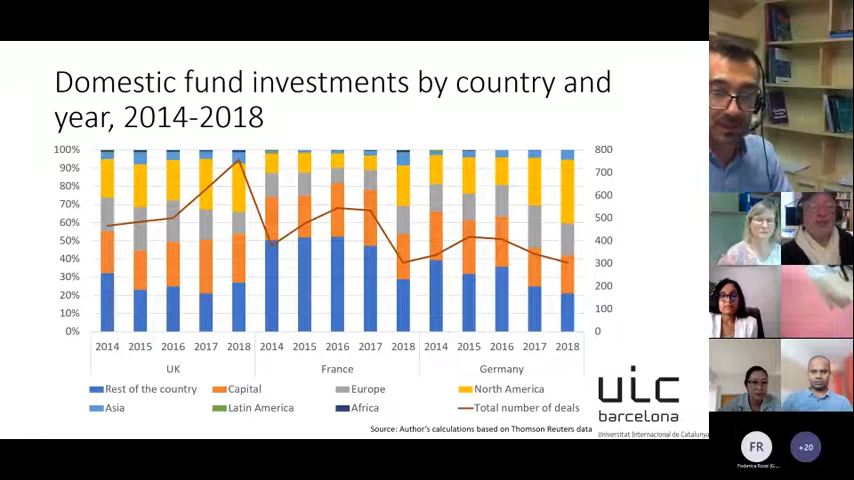 Domestic fund investments by country and
year, 2014-2018
100%
90%
80%
70%
60%
50%
40%
30%
20%
10%
0%
800
700
600
500
400
300
200
100
0
2014 2015 2016 2017 2018 2014 2015 2016 2017 2018 2014 2015 2016 2017 2018
UK France Germany
Rest of the country Capital Europe North America
Asia Latin America Africa Total number of deals
Source: Author's calculations based on Thomson Reuters data
uic
barcelona
Universitat Internacional de Catalunya
FR
+20